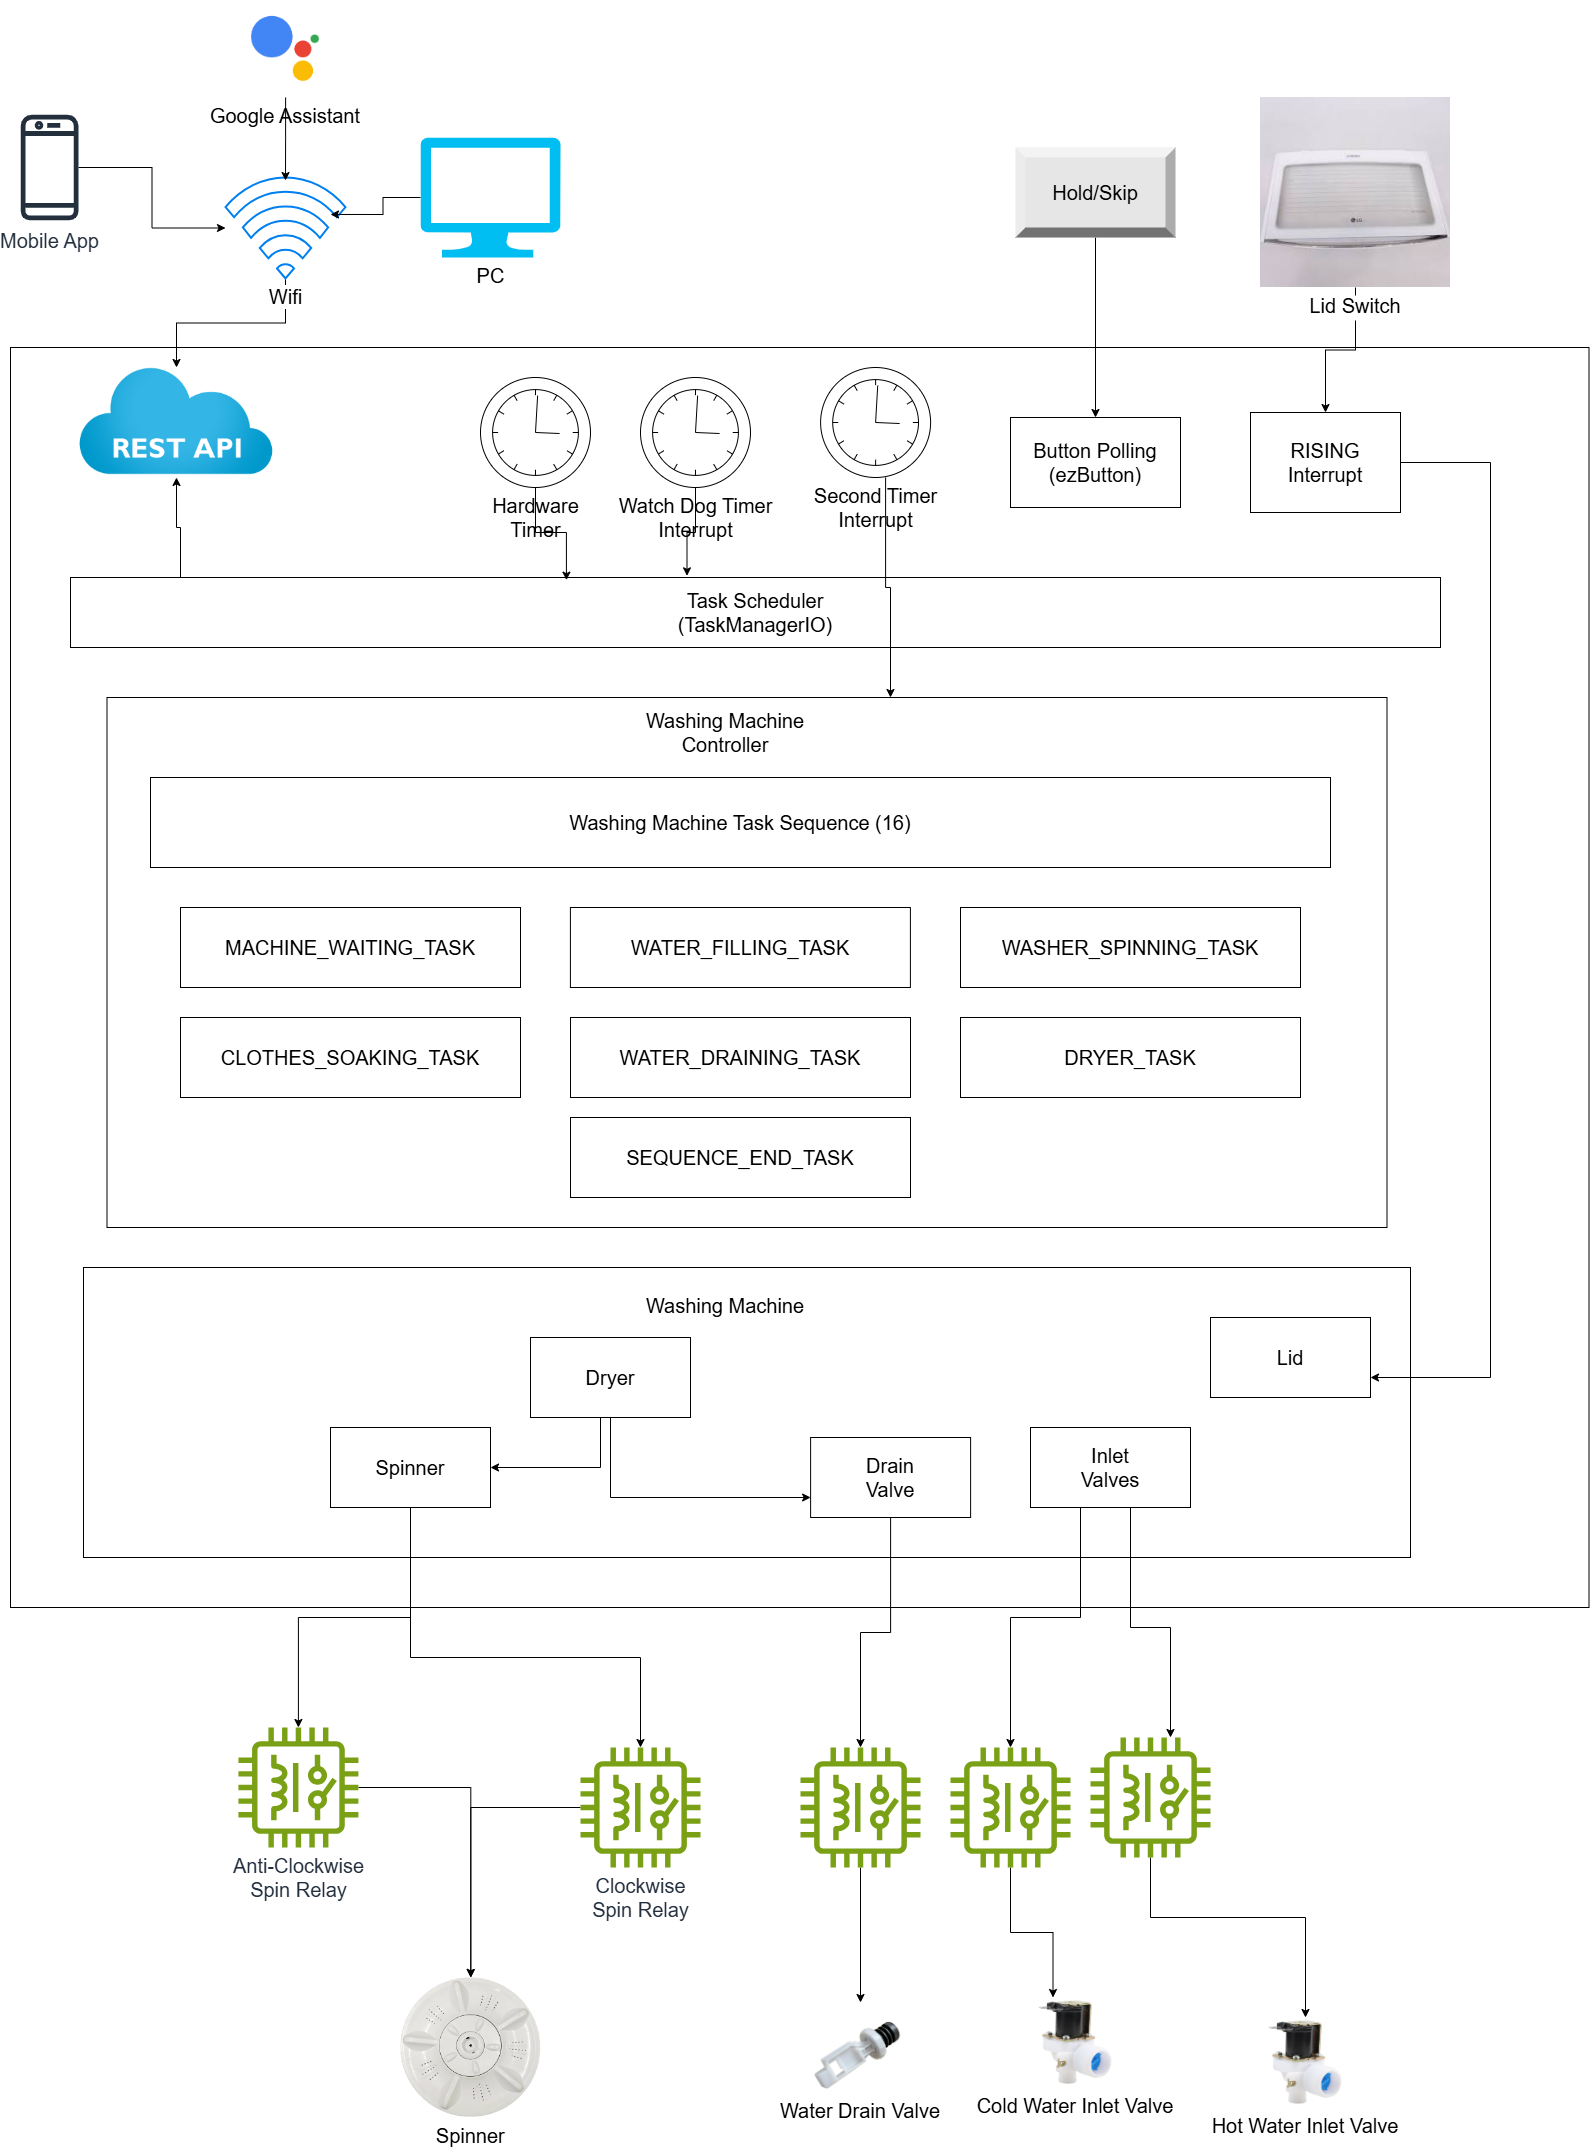 Google Assistant
Mobile App
PC
Wifi
Hold/Skip
LG
Lid Switch
REST API
Hardware
Timer
Watch Dog Timer
Interrupt
Second Timer
Interrupt
Button Polling
(ezButton)
RISING
Interrupt
Task Scheduler
(TaskManagerIO)
Washing Machine
Controller
Washing Machine Task Sequence (16)
MACHINE_WAITING_TASK
WATER_FILLING_TASK
WASHER_SPINNING_TASK
CLOTHES_SOAKING_TASK
WATER_DRAINING_TASK
DRYER_TASK
SEQUENCE_END_TASK
Washing Machine
Dryer
Lid
Spinner
Drain
Valve
Inlet
Valves
Anti-Clockwise
Spin Relay
Clockwise
Spin Relay
Spinner
Water Drain Valve
Cold Water Inlet Valve
Hot Water Inlet Valve